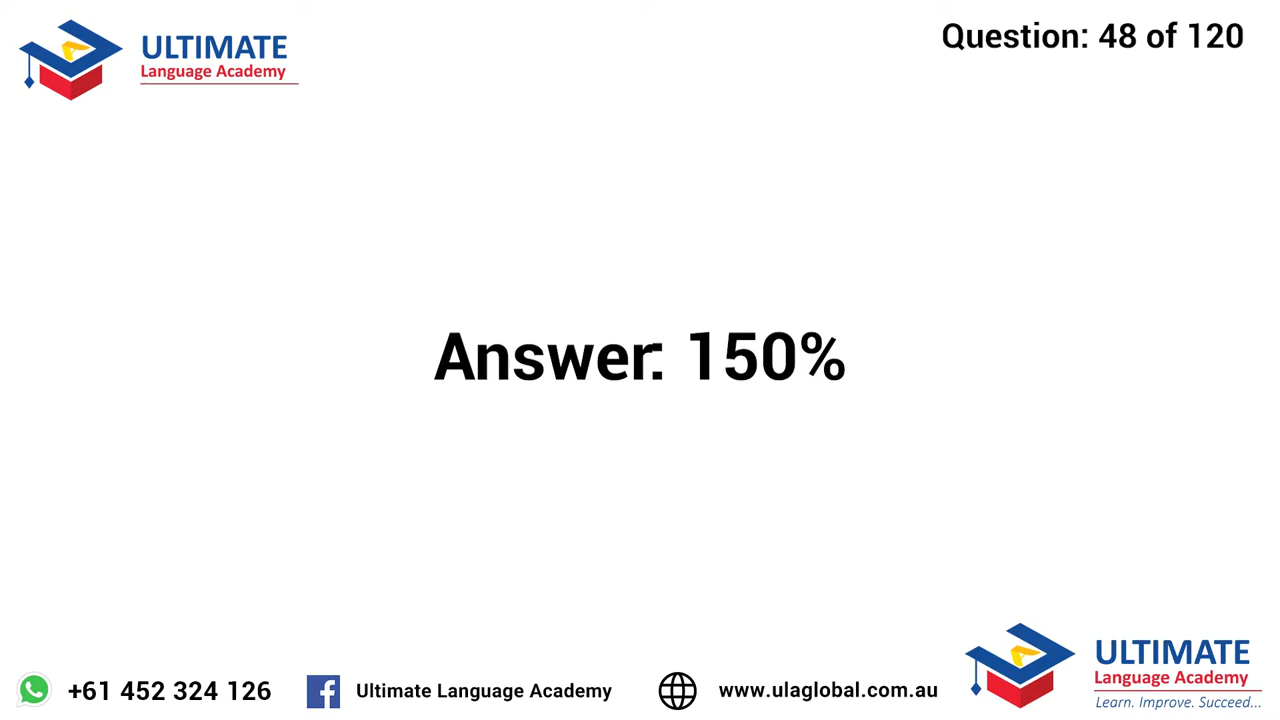 ULTIMATE
Language Academy
Question: 48 of 120
Answer: 150%
+61 452 324 126
Ultimate Language Academy
www.ulaglobal.com.au
ULTIMATE
Language Academy
Learn. Improve. Succeed...